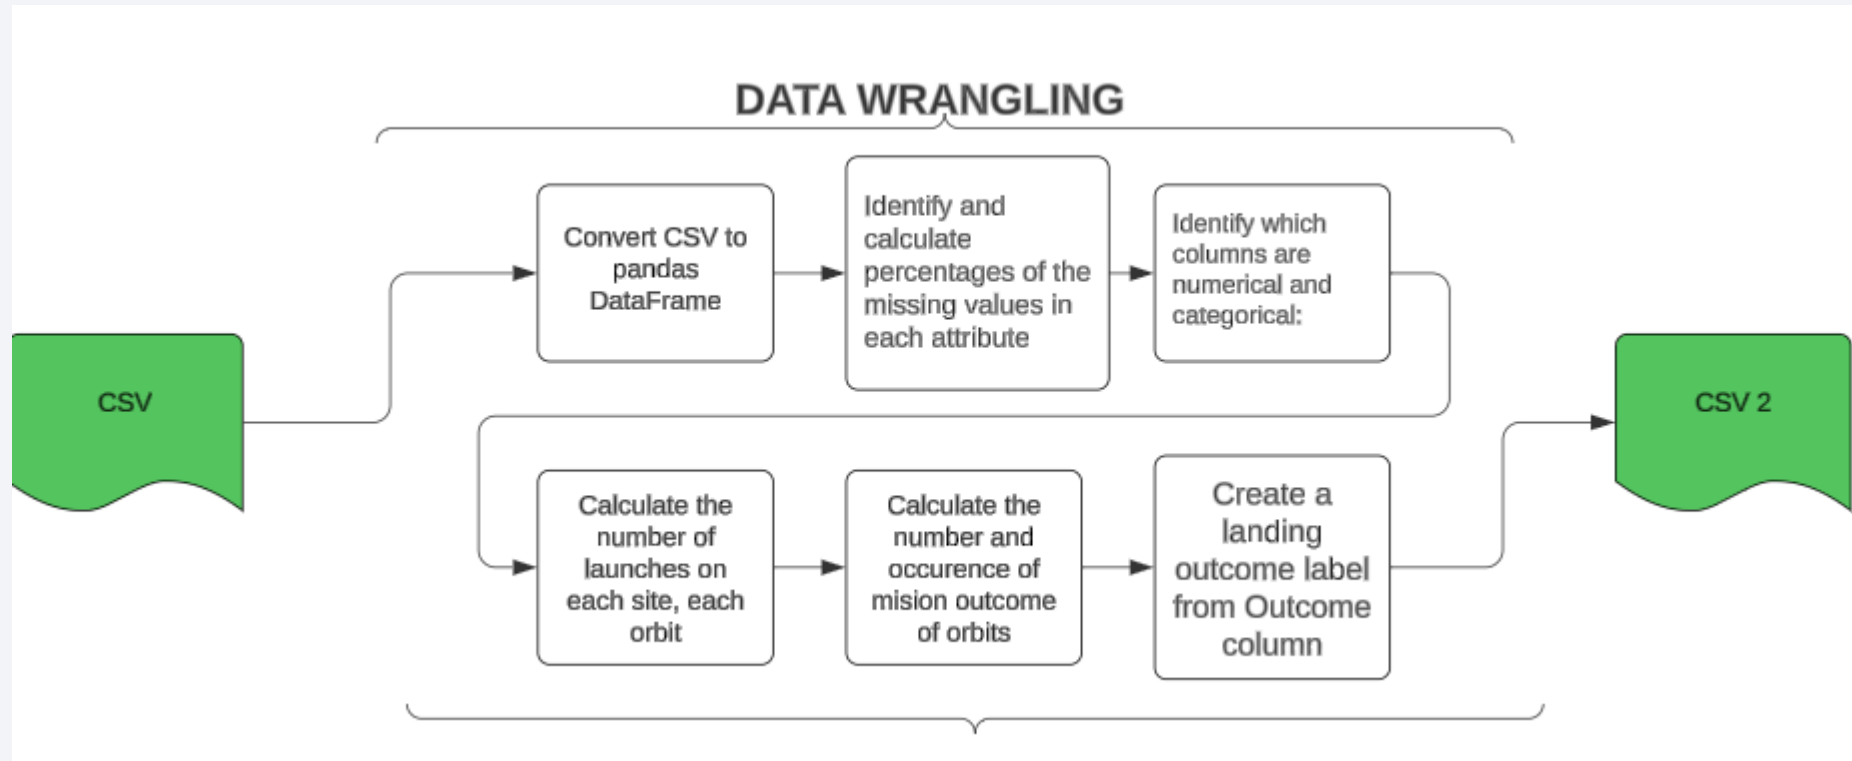 DATA WRANGLING
Convert CSV to
pandas
DataFrame
Identify and
calculate
percentages of the
missing values in
each attribute
Identify which
columns are
numerical and
categorical:
CSV
CSV 2
Calculate the
number of
launches on
each site, each
orbit
Calculate the
number and
occurence of
mision outcome
of orbits
Create a
landing
outcome label
from Outcome
column